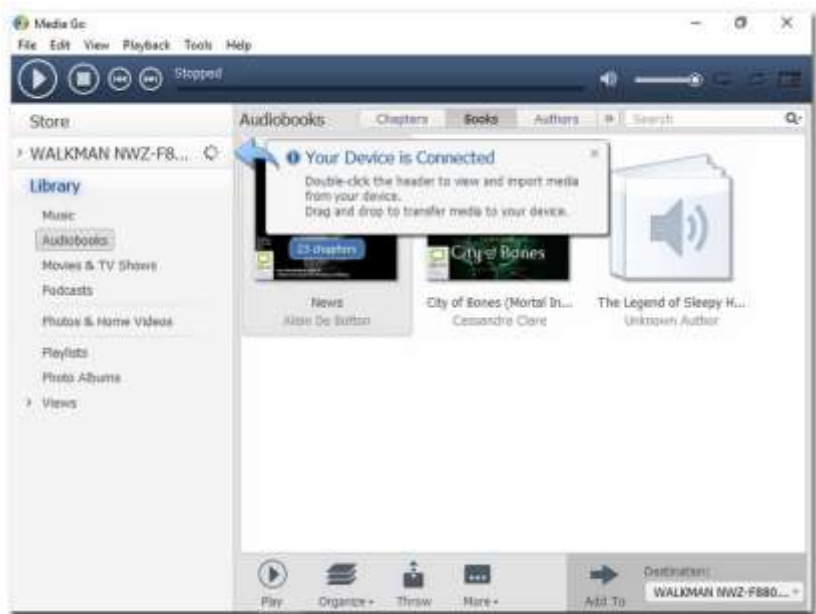 Media Go
File Edit View Playback Tools Help
Stopped
Store
WALKMAN NWZ-F8...
Library
Music
Audiobooks
Movies & TV Shows
Podcasts
Photos & Home Videos
Playlists
Photo Albums
Views
Audiobooks Chapters Books Authors Search
Your Device is Connected
Double-click the header to view and import media
from your device.
Drag and drop to transfer media to your device.
23 chapters
City of Bones
News
Alain De Botton
City of Bones (Mortal In...
Cassandra Clare
The Legend of Sleepy H...
Unknown Author
Play Organize Throw More
Add To
Destination:
WALKMAN NWZ-F880...